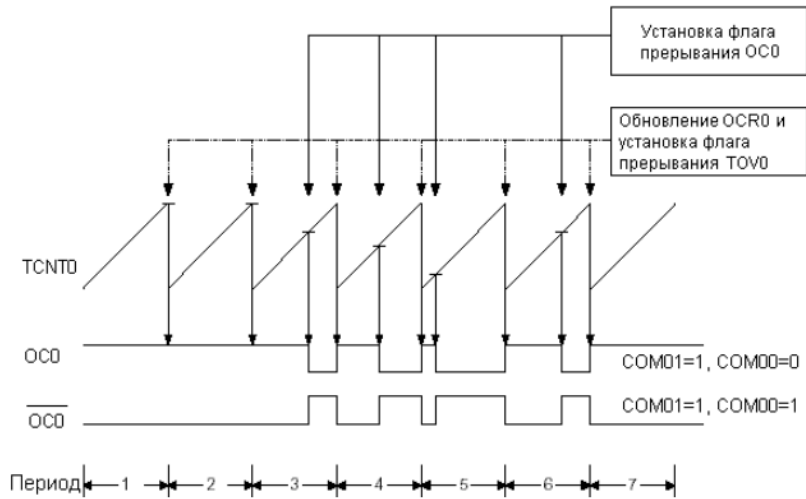 Установка флага
прерывания OC0
Обновление OCR0 и
установка флага
прерывания TOV0
TCNT0
OC0
COM01=1, COM00=0
OC0
COM01=1, COM00=1
Период 1 2 3 4 5 6 7